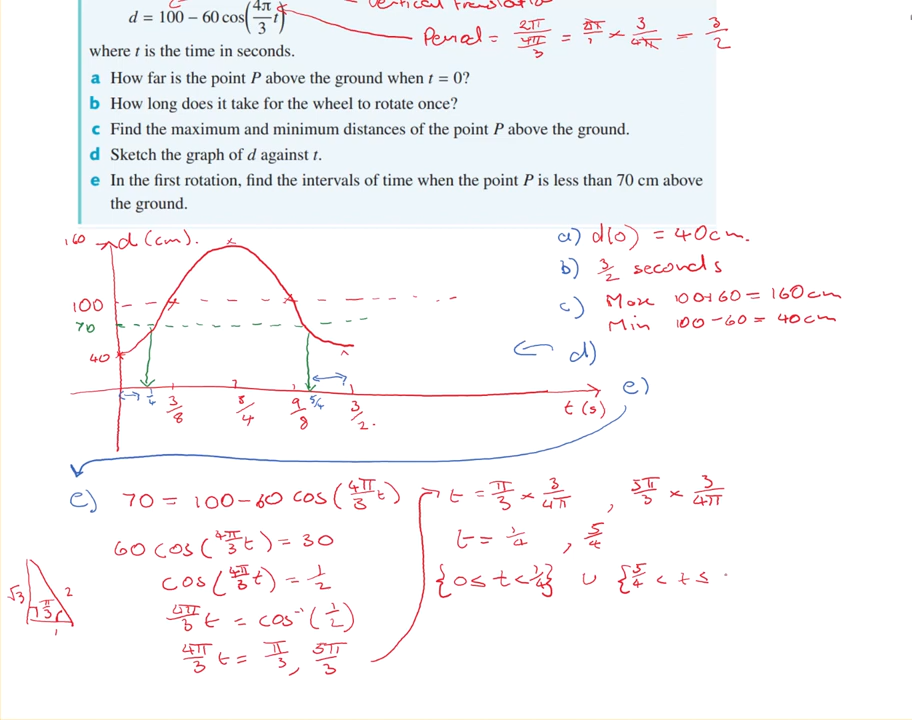 vertical translatio
d = 100 − 60 cos(4π/3 t)
Period = 2π/(4π/3) = 2π/1 × 3/4π = 3/2
where t is the time in seconds.
a How far is the point P above the ground when t = 0?
b How long does it take for the wheel to rotate once?
c Find the maximum and minimum distances of the point P above the ground.
d Sketch the graph of d against t.
e In the first rotation, find the intervals of time when the point P is less than 70 cm above
the ground.
160 d (cm).
100
70
40
1/4 3/8 3/4 9/8 5/4 3/2.
t (s)
a) d(0) = 40cm.
b) 3/2 seconds
c) Max 100+60 = 160cm
Min 100-60 = 40cm
d)
e)
e) 70 = 100-60 cos(4π/3 t)
60 cos(4π/3 t) = 30
cos(4π/3 t) = 1/2
4π/3 t = cos⁻¹(1/2)
4π/3 t = π/3, 5π/3
√3 2 π/3 1
t = π/3 × 3/4π , 5π/3 × 3/4π
t = 1/4 , 5/4
{0 ≤ t < 1/4} ∪ {5/4 < t ≤